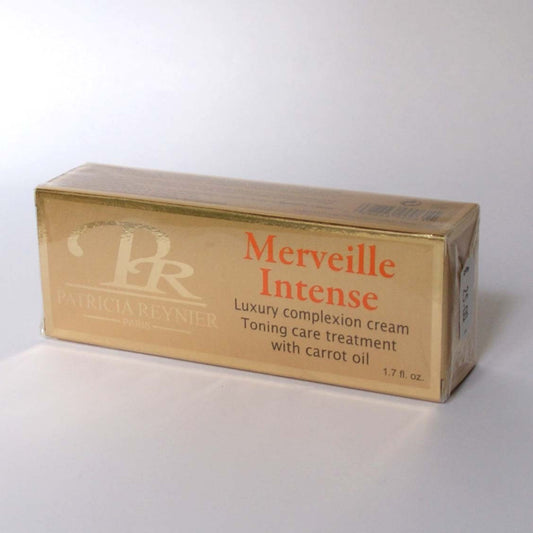 PR
PATRICIA REYNIER
PARIS
Merveille
Intense
Luxury complexion cream
Toning care treatment
with carrot oil
1.7 fl. oz.